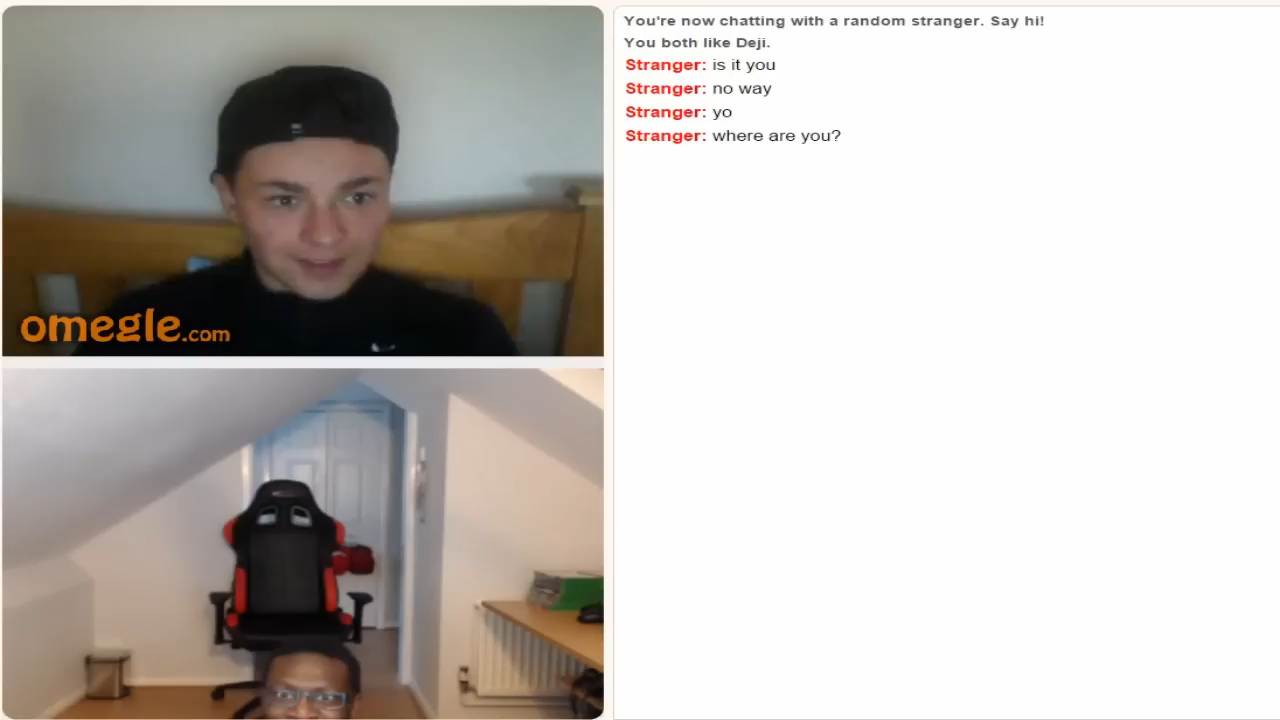 You're now chatting with a random stranger. Say hi!
You both like Deji.
Stranger: is it you
Stranger: no way
Stranger: yo
Stranger: where are you?
omegle.com